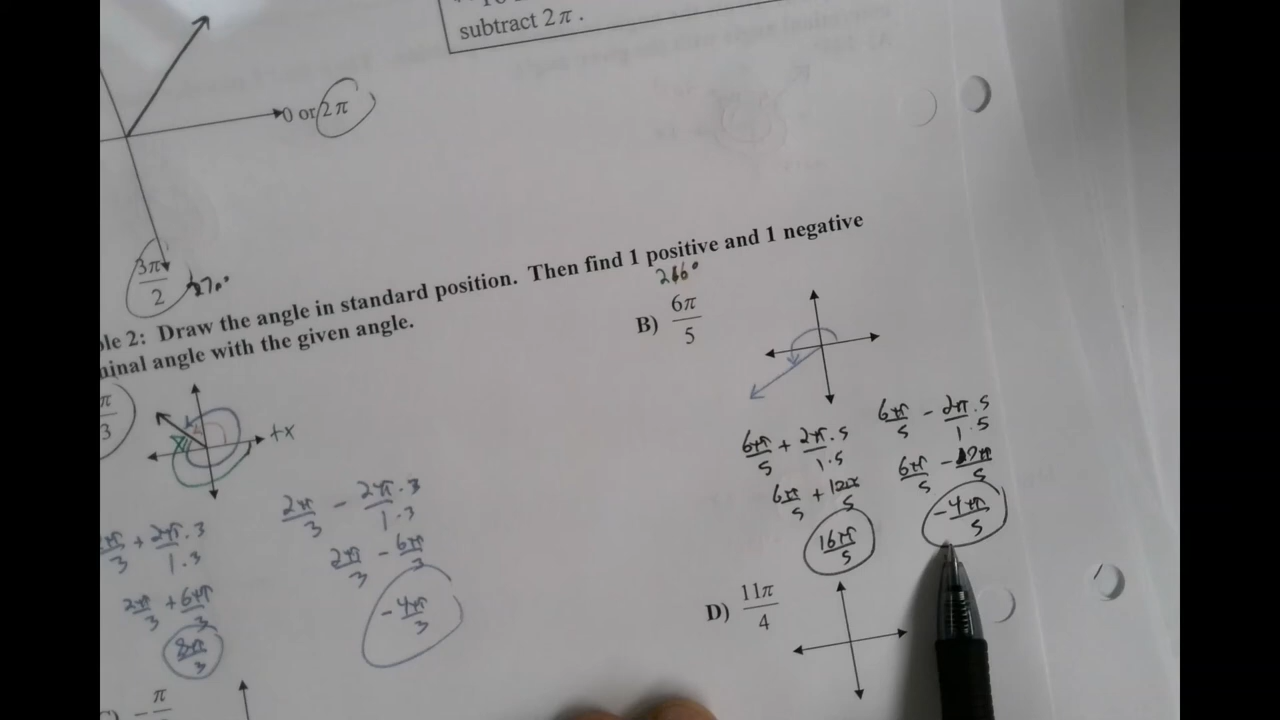 subtract 2π.
0 or 2π
3π/2 270°
ble 2: Draw the angle in standard position. Then find 1 positive and 1 negative
minal angle with the given angle.
π/3
+x
2π/3 + 2π·3/1·3
2π/3 + 6π/3
8π/3
2π/3 - 2π·3/1·3
2π/3 - 6π/3
-4π/3
B) 6π/5 216°
6π/5 + 2π·5/1·5
6π/5 + 10π/5
16π/5
6π/5 - 2π·5/1·5
6π/5 - 10π/5
-4π/5
) -π
D) 11π/4